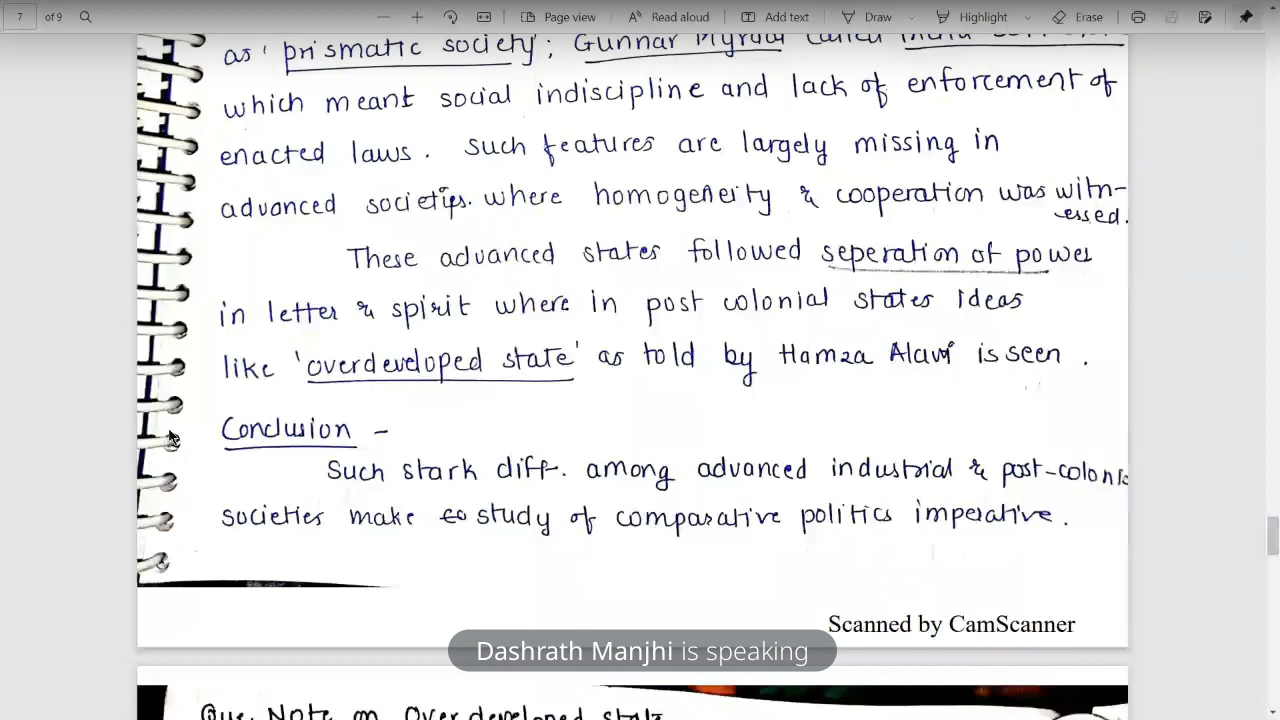 7 of 9 Page view Read aloud Add text Draw Highlight Erase
as 'prismatic society'; Gunnar Myrdal called India
which meant social indiscipline and lack of enforcement of
enacted laws. Such features are largely missing in
advanced societies. where homogeneity & cooperation was witn-
essed.
These advanced states followed seperation of power
in letter & spirit where in post colonial states ideas
like 'overdeveloped state' as told by Hamza Alavi is seen.
Conclusion -
Such stark diff. among advanced industrial & post-colonia
societies make study of comparative politics imperative.
Scanned by CamScanner
Dashrath Manjhi is speaking
Que. Note on Overdeveloped state